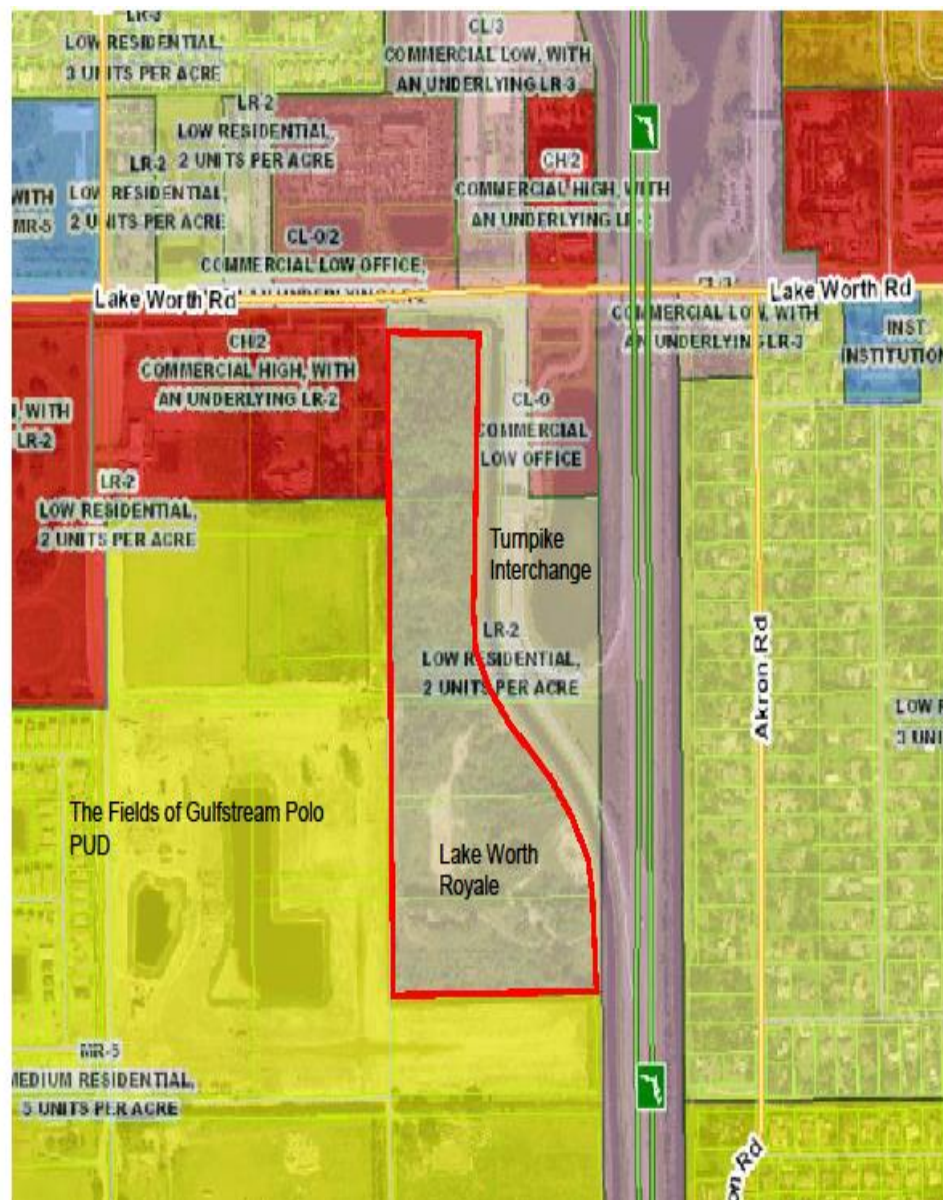 LR-3
LOW RESIDENTIAL,
3 UNITS PER ACRE
CL/3
COMMERCIAL LOW, WITH
AN UNDERLYING LR-3
LR-2
LOW RESIDENTIAL,
2 UNITS PER ACRE
WITH
MR-5
LR-2
LOW RESIDENTIAL,
2 UNITS PER ACRE
CH/2
COMMERCIAL HIGH, WITH
AN UNDERLYING LR-2
CL-O/2
COMMERCIAL LOW OFFICE,
Lake Worth Rd
Lake Worth Rd
COMMERCIAL LOW, WITH
AN UNDERLYING LR-3
INST
INSTITUTION
CH/2
COMMERCIAL HIGH, WITH
AN UNDERLYING LR-2
WITH
LR-2
CL-O
COMMERCIAL
LOW OFFICE
LR-2
LOW RESIDENTIAL,
2 UNITS PER ACRE
Turnpike
Interchange
LR-2
LOW RESIDENTIAL,
2 UNITS PER ACRE
Akron Rd
LOW
3 UNI
The Fields of Gulfstream Polo
PUD
Lake Worth
Royale
MR-5
MEDIUM RESIDENTIAL,
5 UNITS PER ACRE
on Rd